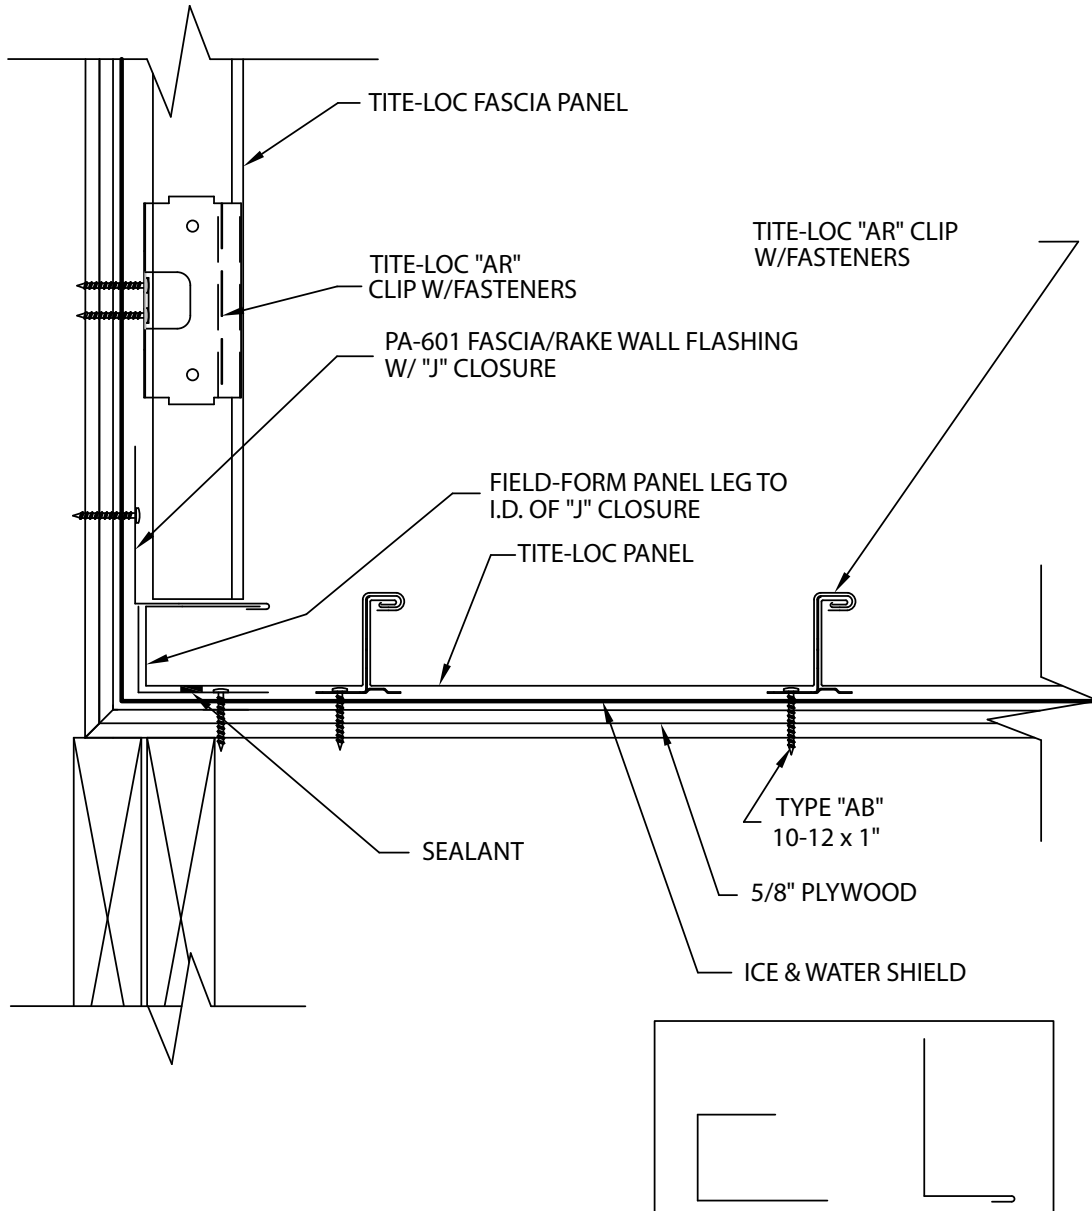 TITE-LOC FASCIA PANEL
TITE-LOC "AR" CLIP
W/FASTENERS
TITE-LOC "AR"
CLIP W/FASTENERS
PA-601 FASCIA/RAKE WALL FLASHING
W/ "J" CLOSURE
FIELD-FORM PANEL LEG TO
I.D. OF "J" CLOSURE
TITE-LOC PANEL
TYPE "AB"
10-12 x 1"
SEALANT
5/8" PLYWOOD
ICE & WATER SHIELD